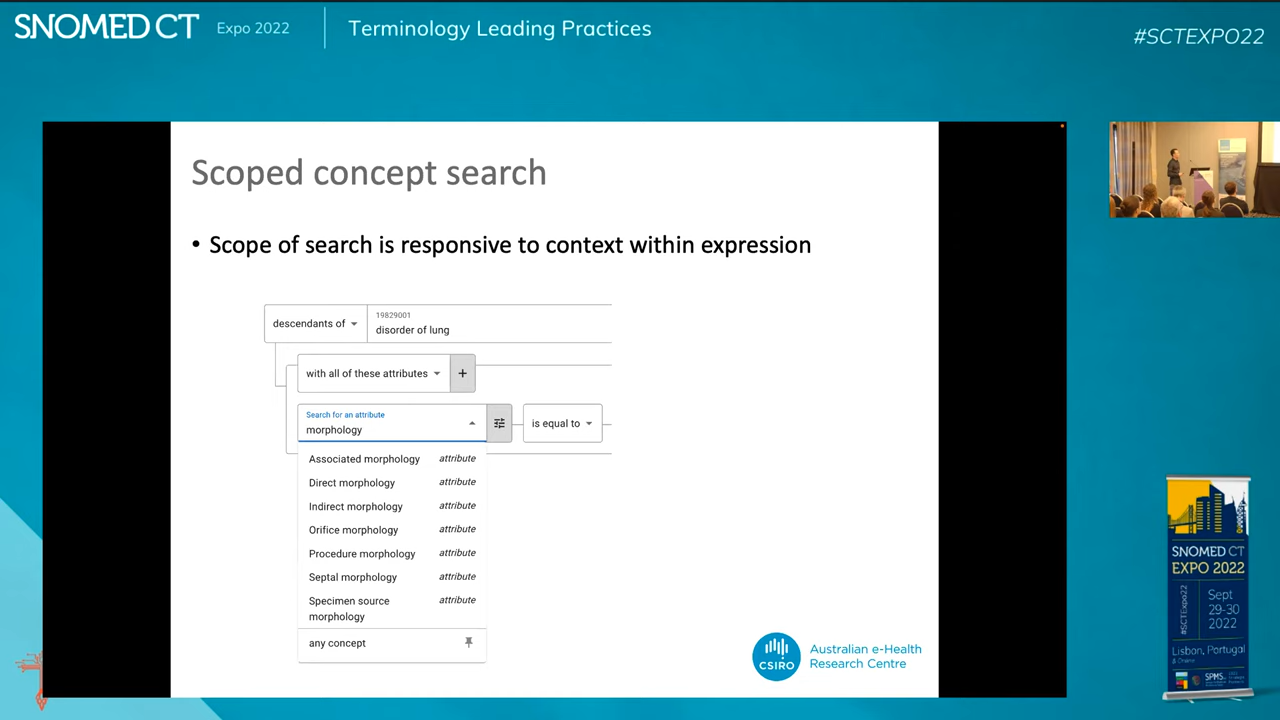 SNOMED CT Expo 2022 Terminology Leading Practices #SCTEXPO22
Scoped concept search
• Scope of search is responsive to context within expression
descendants of
19829001
disorder of lung
with all of these attributes +
Search for an attribute
morphology
is equal to
Associated morphology attribute
Direct morphology attribute
Indirect morphology attribute
Orifice morphology attribute
Procedure morphology attribute
Septal morphology attribute
Specimen source attribute
morphology
any concept
CSIRO
Australian e-Health
Research Centre
SNOMED CT
EXPO 2022
#SCTExpo22
Sept
29-30
2022
Lisbon, Portugal
SPMS